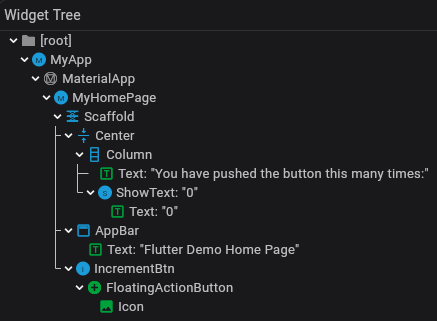 Widget Tree
[root]
M MyApp
MaterialApp
M MyHomePage
Scaffold
Center
Column
T Text: "You have pushed the button this many times:"
S ShowText: "0"
T Text: "0"
AppBar
T Text: "Flutter Demo Home Page"
I IncrementBtn
FloatingActionButton
Icon